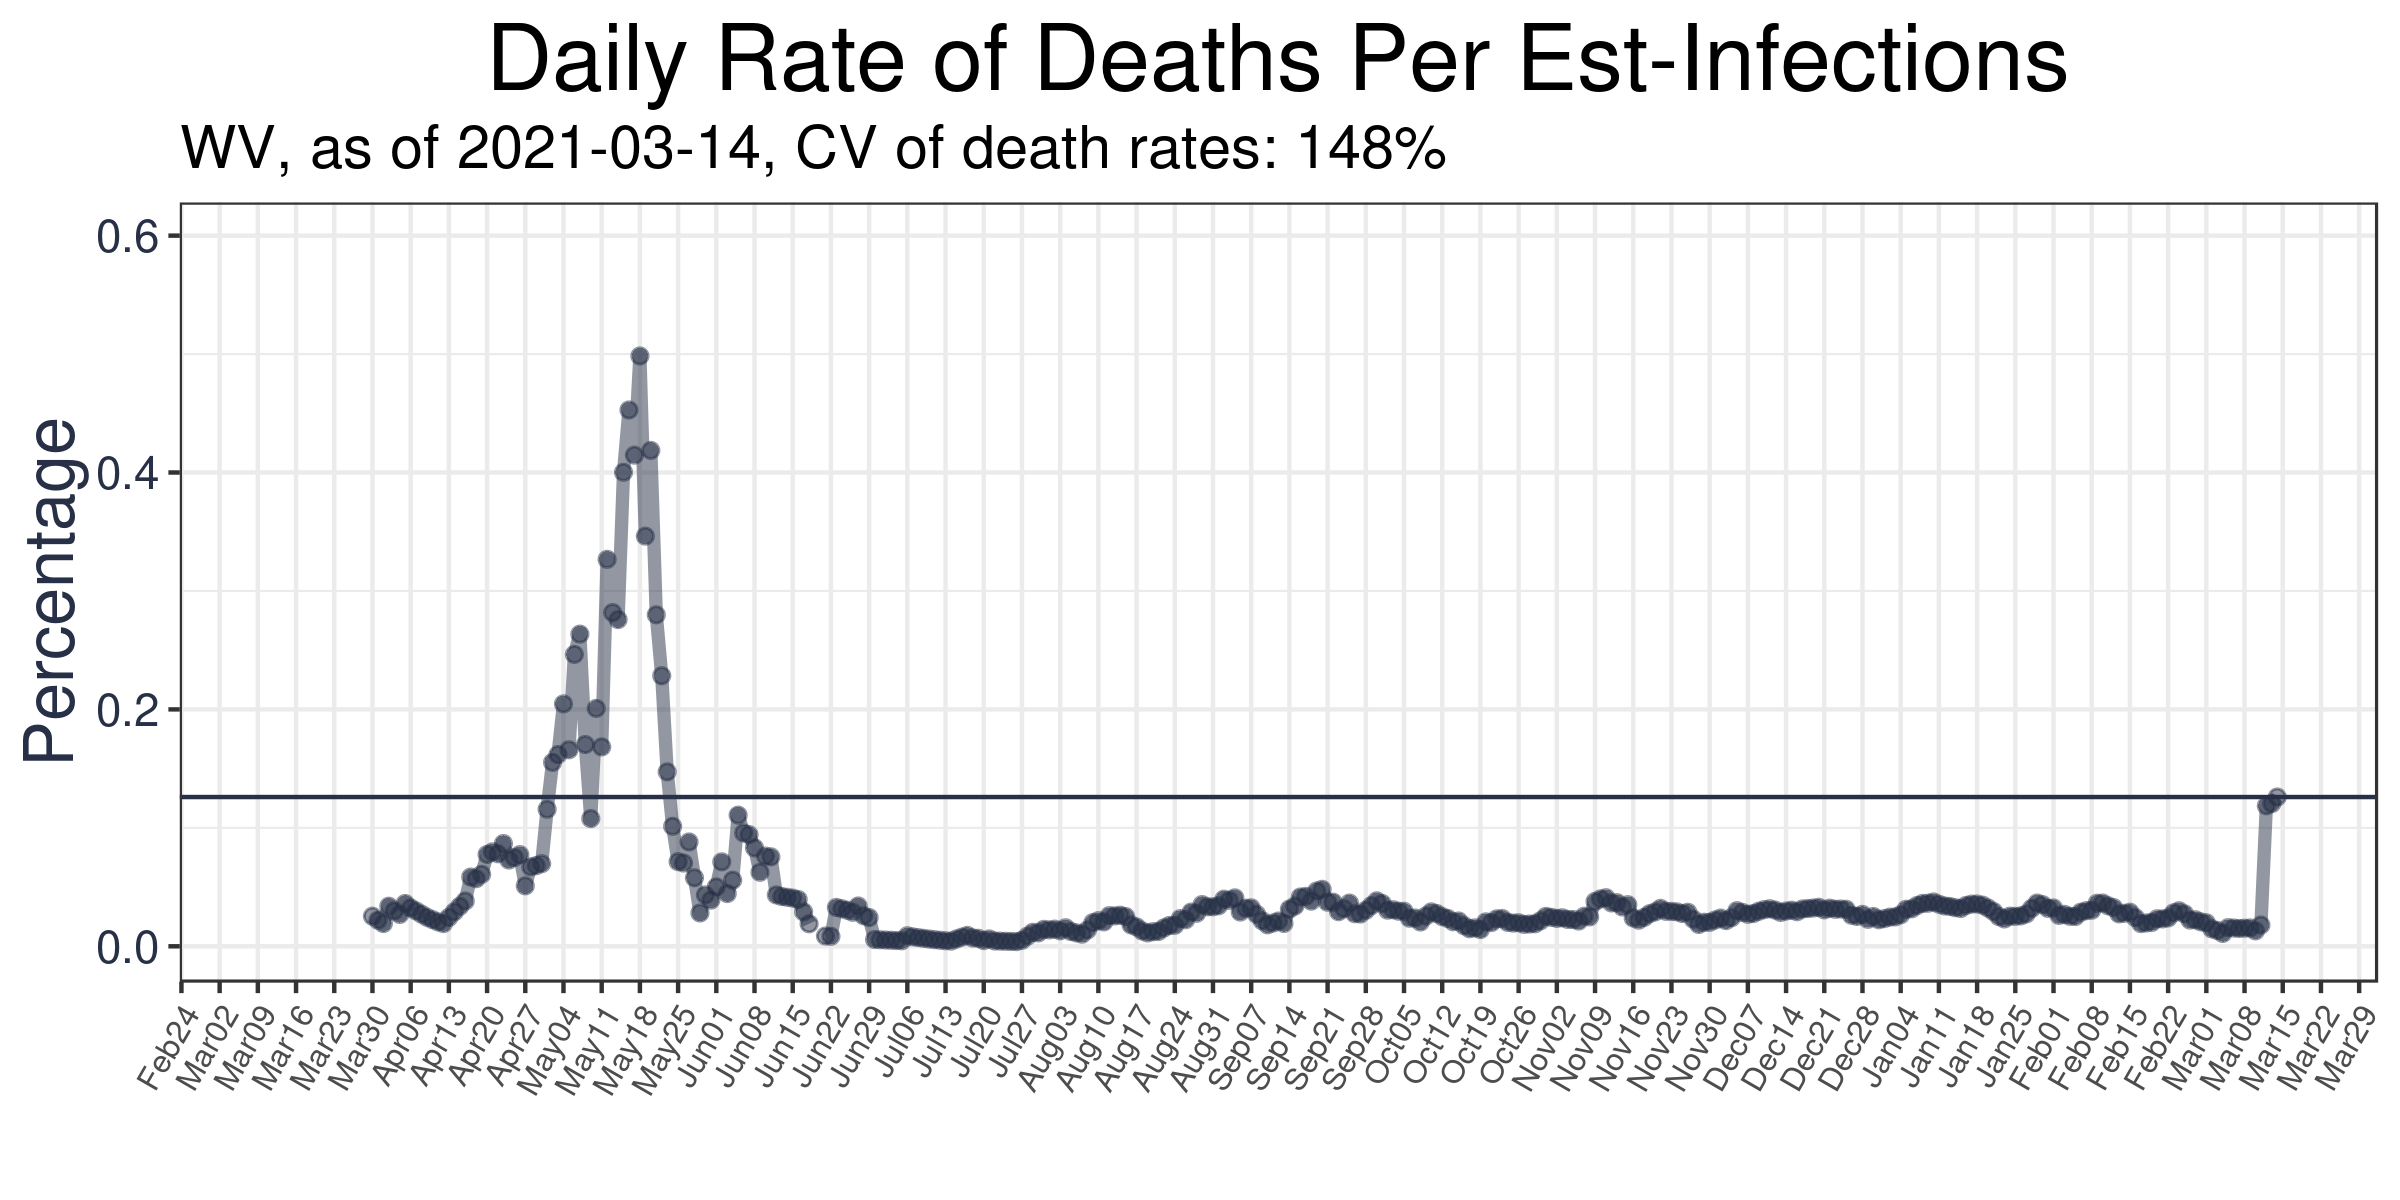 Daily Rate of Deaths Per Est-Infections
WV, as of 2021-03-14, CV of death rates: 148%
Percentage
0.6
0.4
0.2
0.0
Feb24 Mar02 Mar09 Mar16 Mar23 Mar30 Apr06 Apr13 Apr20 Apr27 May04 May11 May18 May25 Jun01 Jun08 Jun15 Jun22 Jun29 Jul06 Jul13 Jul20 Jul27 Aug03 Aug10 Aug17 Aug24 Aug31 Sep07 Sep14 Sep21 Sep28 Oct05 Oct12 Oct19 Oct26 Nov02 Nov09 Nov16 Nov23 Nov30 Dec07 Dec14 Dec21 Dec28 Jan04 Jan11 Jan18 Jan25 Feb01 Feb08 Feb15 Feb22 Mar01 Mar08 Mar15 Mar22 Mar29